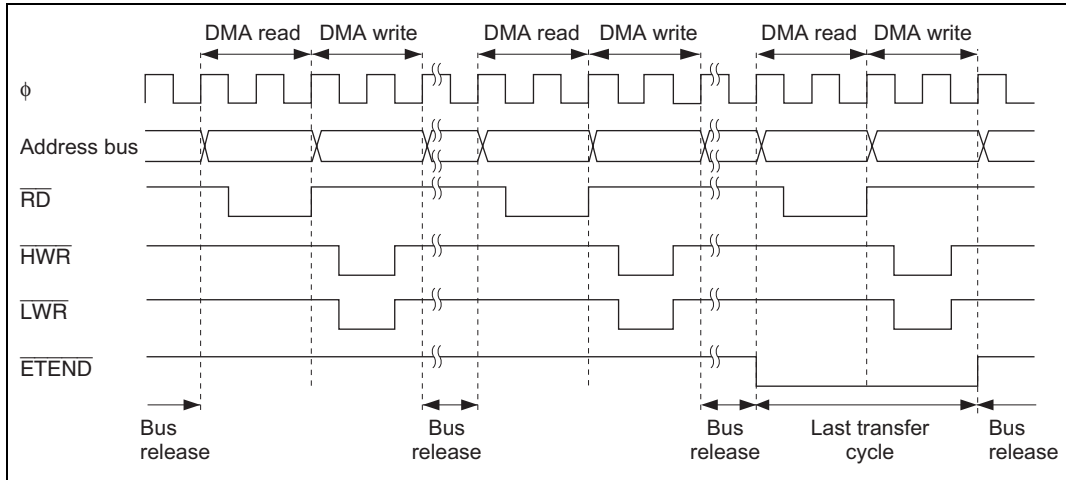 DMA read DMA write DMA read DMA write DMA read DMA write
ϕ
Address bus
RD
HWR
LWR
ETEND
Bus release
Bus release
Bus release
Last transfer cycle
Bus release